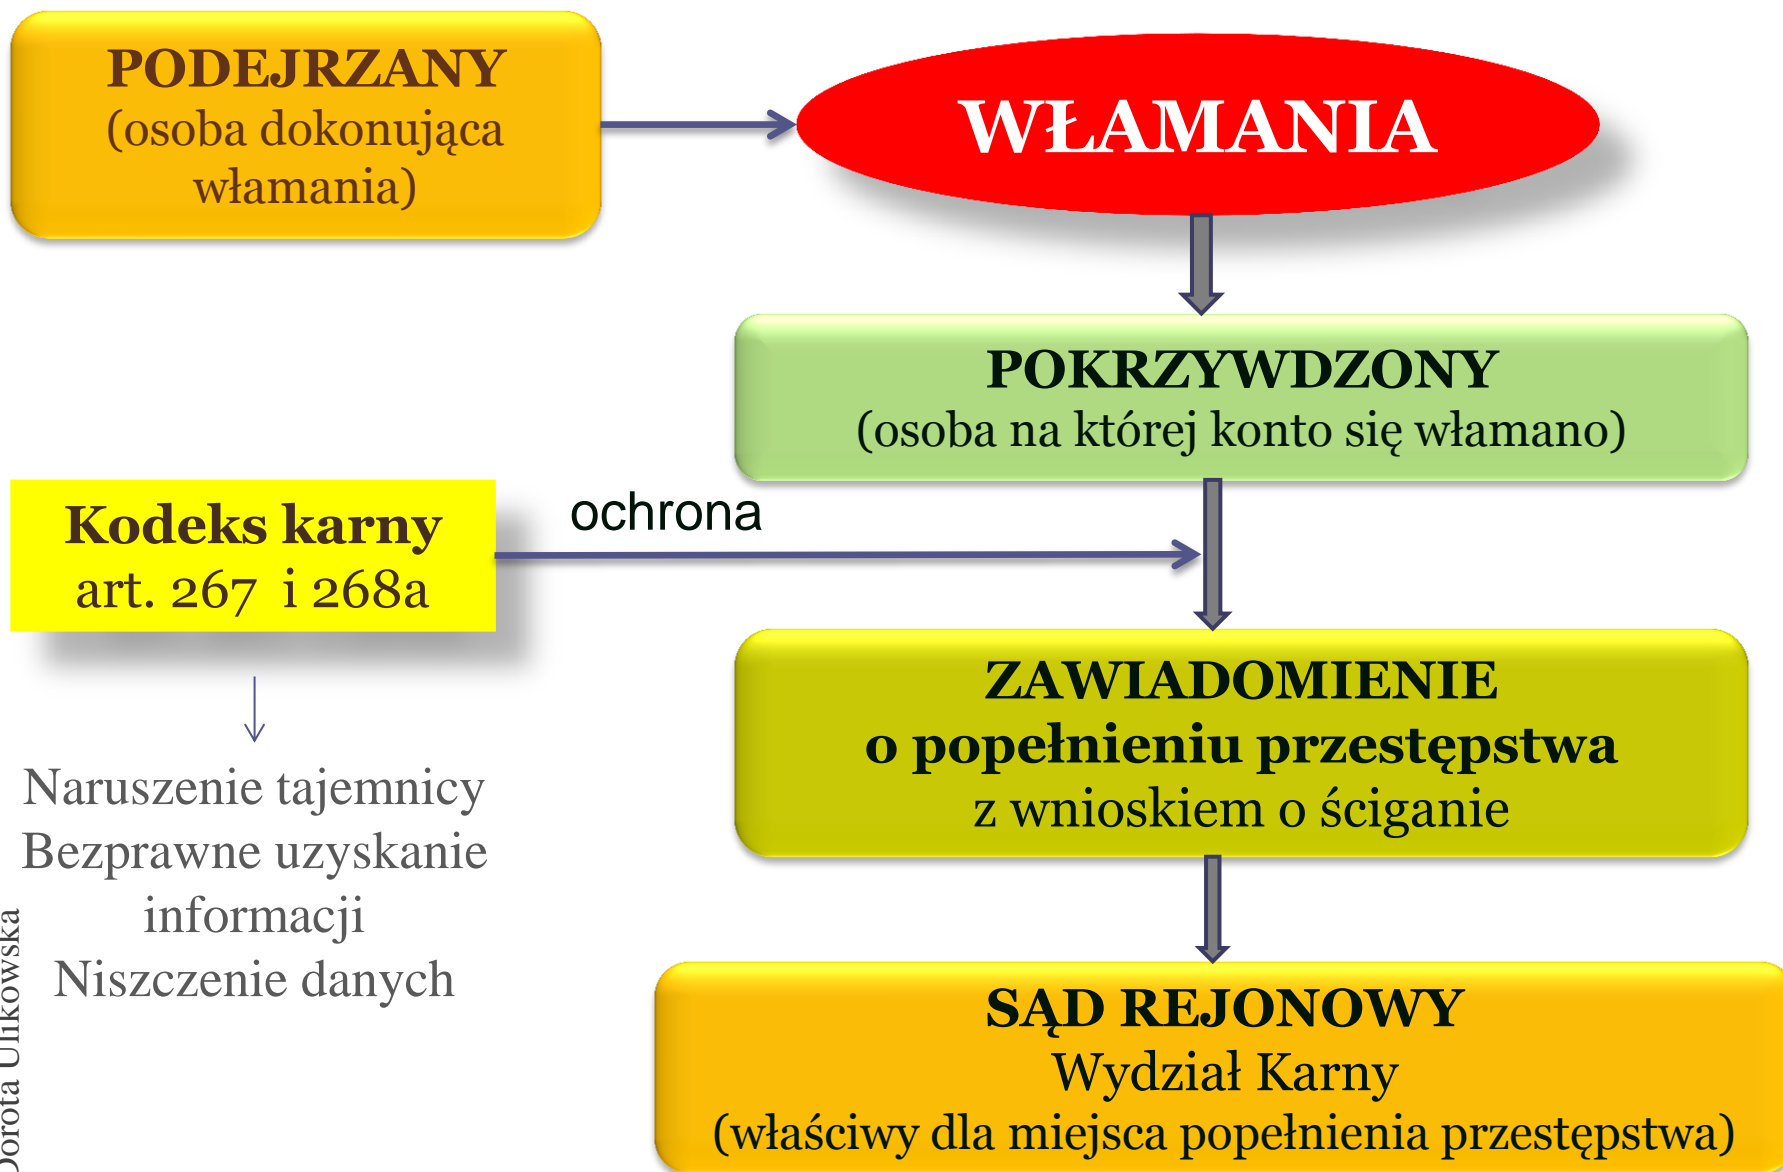 PODEJRZANY
(osoba dokonująca
włamania)
WŁAMANIA
POKRZYWDZONY
(osoba na której konto się włamano)
Kodeks karny
art. 267 i 268a
ochrona
ZAWIADOMIENIE
o popełnieniu przestępstwa
z wnioskiem o ściganie
Naruszenie tajemnicy
Bezprawne uzyskanie
informacji
Niszczenie danych
SĄD REJONOWY
Wydział Karny
(właściwy dla miejsca popełnienia przestępstwa)
Dorota Ulikowska